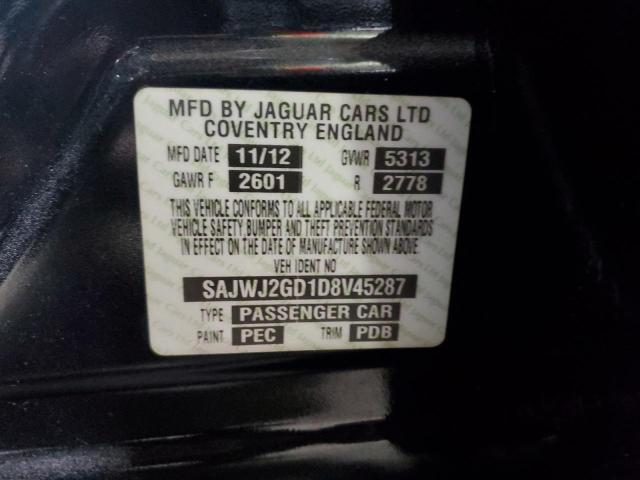 MFD BY JAGUAR CARS LTD
COVENTRY ENGLAND
MFD DATE 11/12 GVWR 5313
GAWR F 2601 R 2778
THIS VEHICLE CONFORMS TO ALL APPLICABLE FEDERAL MOTOR
VEHICLE SAFETY,BUMPER AND THEFT PREVENTION STANDARDS
IN EFFECT ON THE DATE OF MANUFACTURE SHOWN ABOVE.
VEH IDENT NO
SAJWJ2GD1D8V45287
TYPE PASSENGER CAR
PAINT PEC TRIM PDB